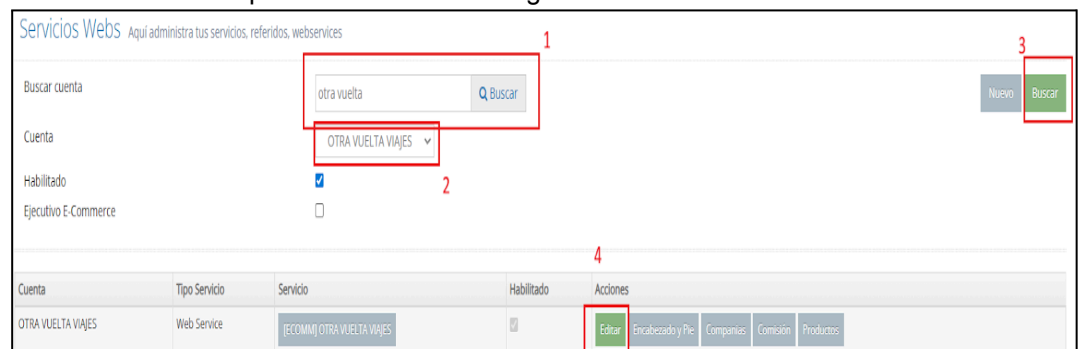 Servicios Webs Aquí administra tus servicios, referidos, webservices
1
3
Buscar cuenta
otra vuelta
Buscar
Nuevo
Buscar
Cuenta
OTRA VUELTA VIAJES
Habilitado
2
Ejecutivo E-Commerce
4
Cuenta Tipo Servicio Servicio Habilitado Acciones
OTRA VUELTA VIAJES Web Service [ECOMM] OTRA VUELTA VIAJES Editar Encabezado y Pie Companias Comisión Productos